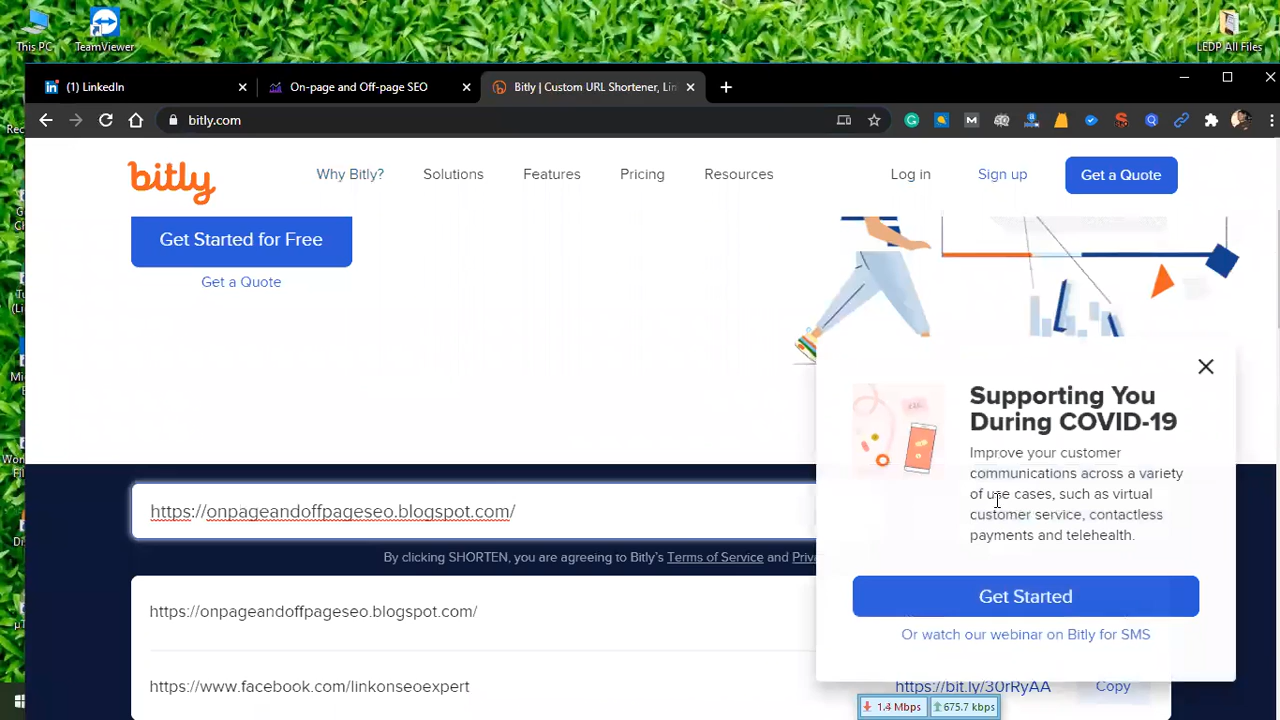 This PC
TeamViewer
LEDP All Files
(1) LinkedIn
On-page and Off-page SEO
Bitly | Custom URL Shortener, Lin
bitly.com
bitly
Why Bitly?
Solutions
Features
Pricing
Resources
Log in
Sign up
Get a Quote
Get Started for Free
Get a Quote
Supporting You
During COVID-19
Improve your customer
communications across a variety
of use cases, such as virtual
customer service, contactless
payments and telehealth.
Get Started
Or watch our webinar on Bitly for SMS
https://onpageandoffpageseo.blogspot.com/
By clicking SHORTEN, you are agreeing to Bitly's Terms of Service and Priv
https://onpageandoffpageseo.blogspot.com/
https://www.facebook.com/linkonseoexpert
https://bit.ly/30rRyAA
Copy
1.4 Mbps
675.7 kbps